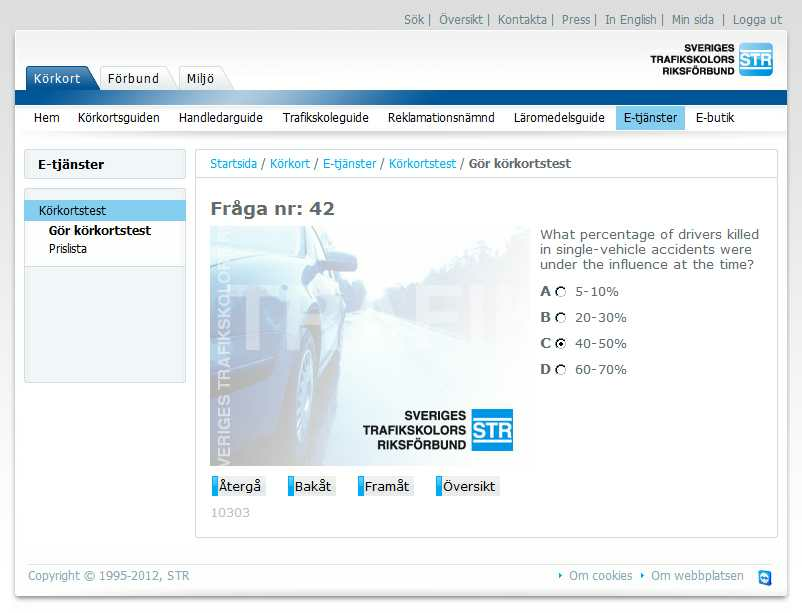 Sök | Översikt | Kontakta | Press | In English | Min sida | Logga ut
SVERIGES
TRAFIKSKOLORS
RIKSFÖRBUND
STR
Körkort Förbund Miljö
Hem Körkortsguiden Handledarguide Trafikskoleguide Reklamationsnämnd Läromedelsguide E-tjänster E-butik
E-tjänster
Körkortstest
Gör körkortstest
Prislista
Startsida / Körkort / E-tjänster / Körkortstest / Gör körkortstest
Fråga nr: 42
SVERIGES TRAFIKSKOLORS
TRAFI
SVERIGES
TRAFIKSKOLORS
RIKSFÖRBUND
STR
What percentage of drivers killed
in single-vehicle accidents were
under the influence at the time?
A 5-10%
B 20-30%
C 40-50%
D 60-70%
Återgå Bakåt Framåt Översikt
10303
Copyright © 1995-2012, STR
Om cookies Om webbplatsen